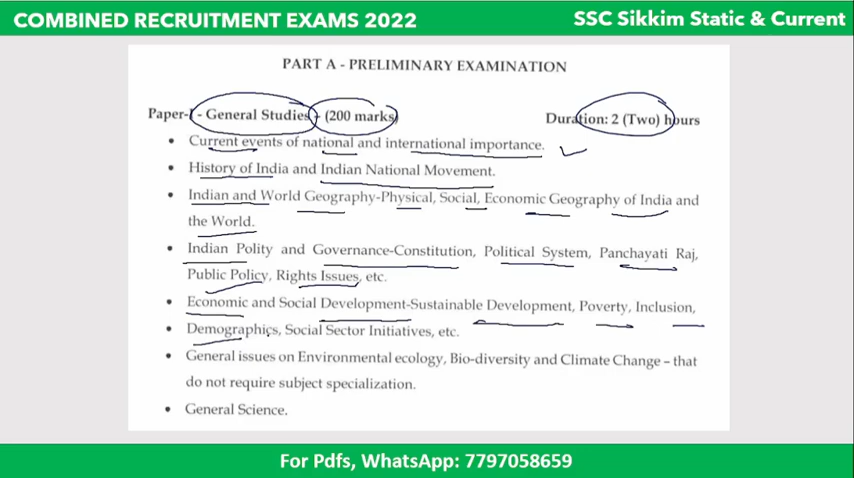 COMBINED RECRUITMENT EXAMS 2022
SSC Sikkim Static & Current
PART A - PRELIMINARY EXAMINATION
Paper-I - General Studies - (200 marks)
Duration: 2 (Two) hours
• Current events of national and international importance.
• History of India and Indian National Movement.
• Indian and World Geography-Physical, Social, Economic Geography of India and
the World.
• Indian Polity and Governance-Constitution, Political System, Panchayati Raj,
Public Policy, Rights Issues, etc.
• Economic and Social Development-Sustainable Development, Poverty, Inclusion,
• Demographics, Social Sector Initiatives, etc.
• General issues on Environmental ecology, Bio-diversity and Climate Change – that
do not require subject specialization.
• General Science.
For Pdfs, WhatsApp: 7797058659